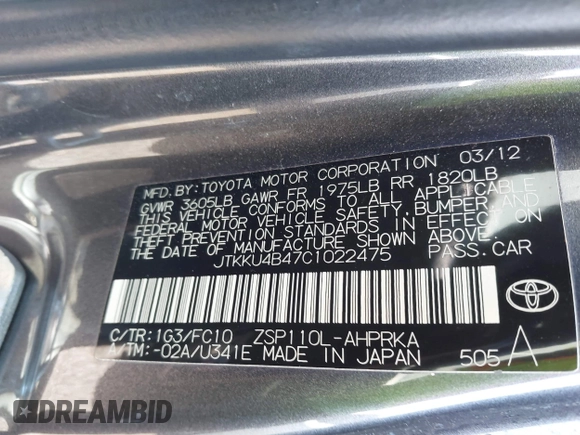 MFD. BY: TOYOTA MOTOR CORPORATION 03/12
GVWR 3605LB GAWR FR 1975LB RR 1820LB
THIS VEHICLE CONFORMS TO ALL APPLICABLE
FEDERAL MOTOR VEHICLE SAFETY, BUMPER, AND
THEFT PREVENTION STANDARDS IN EFFECT ON
THE DATE OF MANUFACTURE SHOWN ABOVE.
JTKKU4B47C1022475 PASS. CAR
C/TR: 1G3/FC10 ZSP110L-AHPRKA
A/TM: -02A/U341E MADE IN JAPAN 505 A
DREAMBID